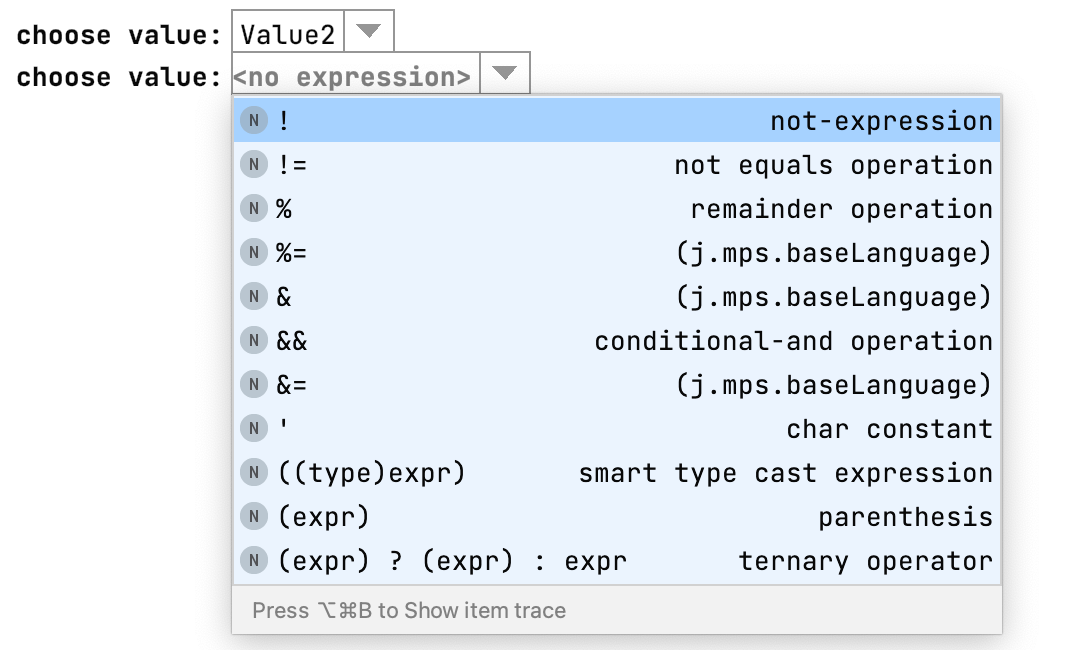 choose value: Value2
choose value: <no expression>
N ! not-expression
N != not equals operation
N % remainder operation
N %= (j.mps.baseLanguage)
N & (j.mps.baseLanguage)
N && conditional-and operation
N &= (j.mps.baseLanguage)
N ' char constant
N ((type)expr) smart type cast expression
N (expr) parenthesis
N (expr) ? (expr) : expr ternary operator
Press ⌥⌘B to Show item trace